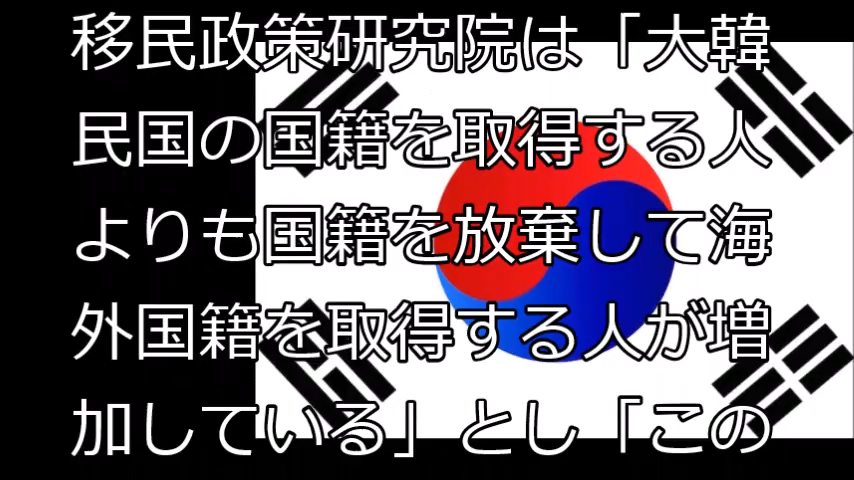 移民政策研究院は「大韓
民国の国籍を取得する人
よりも国籍を放棄して海
外国籍を取得する人が増
加している」とし「この